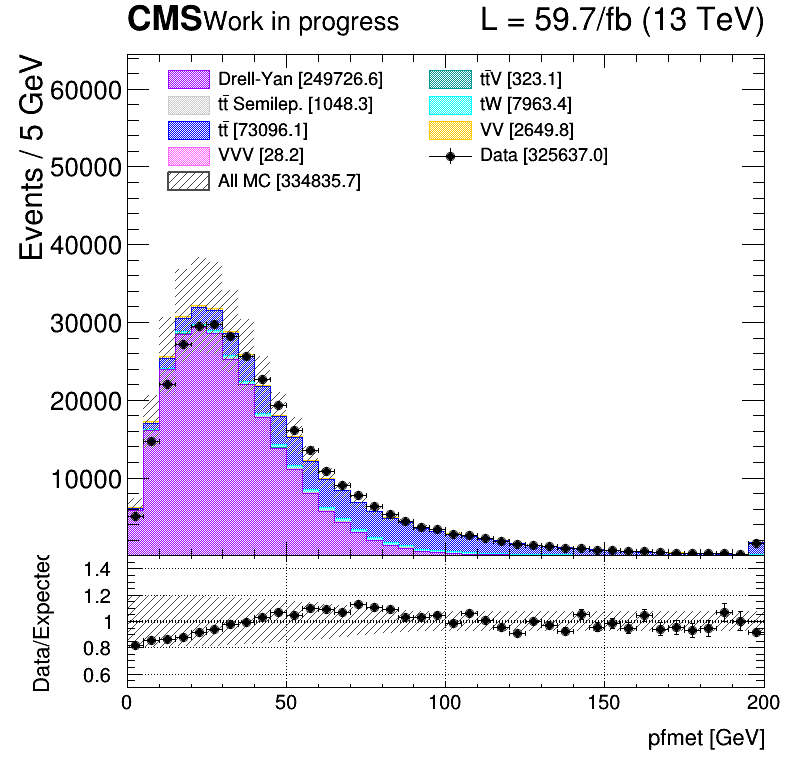 CMS Work in progress L = 59.7/fb (13 TeV)
Events / 5 GeV
60000
50000
40000
30000
20000
10000
Drell-Yan [249726.6]
tt̄ Semilep. [1048.3]
tt̄ [73096.1]
VVV [28.2]
All MC [334835.7]
tt̄V [323.1]
tW [7963.4]
VV [2649.8]
Data [325637.0]
Data/Expected
1.4
1.2
1
0.8
0.6
0 50 100 150 200
pfmet [GeV]